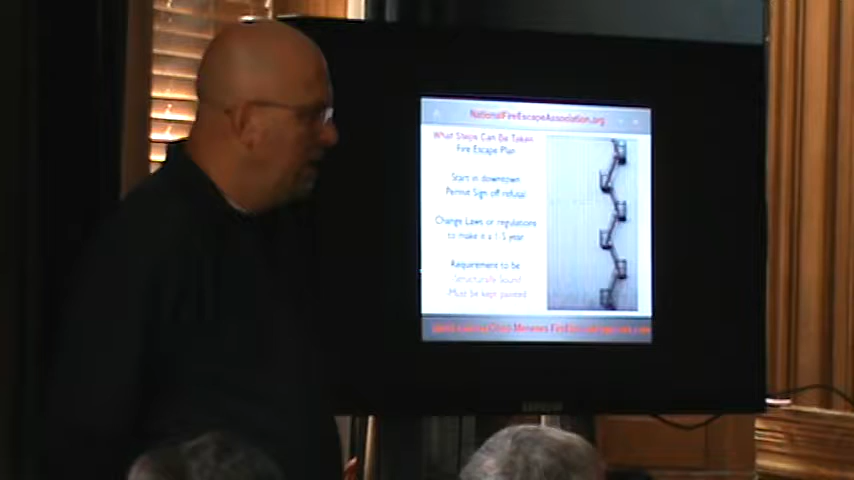 NationalFireEscapeAssociation.org
What Steps Can Be Taken
Fire Escape Plan
Start in downtown
Permit Sign off refusal
Change Laws or regulations
to make it a 1-5 year
Requirement to be
Structurally Sound
Must be kept painted
Meneses